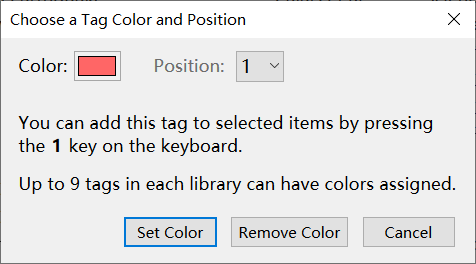 Choose a Tag Color and Position
Color: Position: 1
You can add this tag to selected items by pressing
the 1 key on the keyboard.
Up to 9 tags in each library can have colors assigned.
Set Color Remove Color Cancel